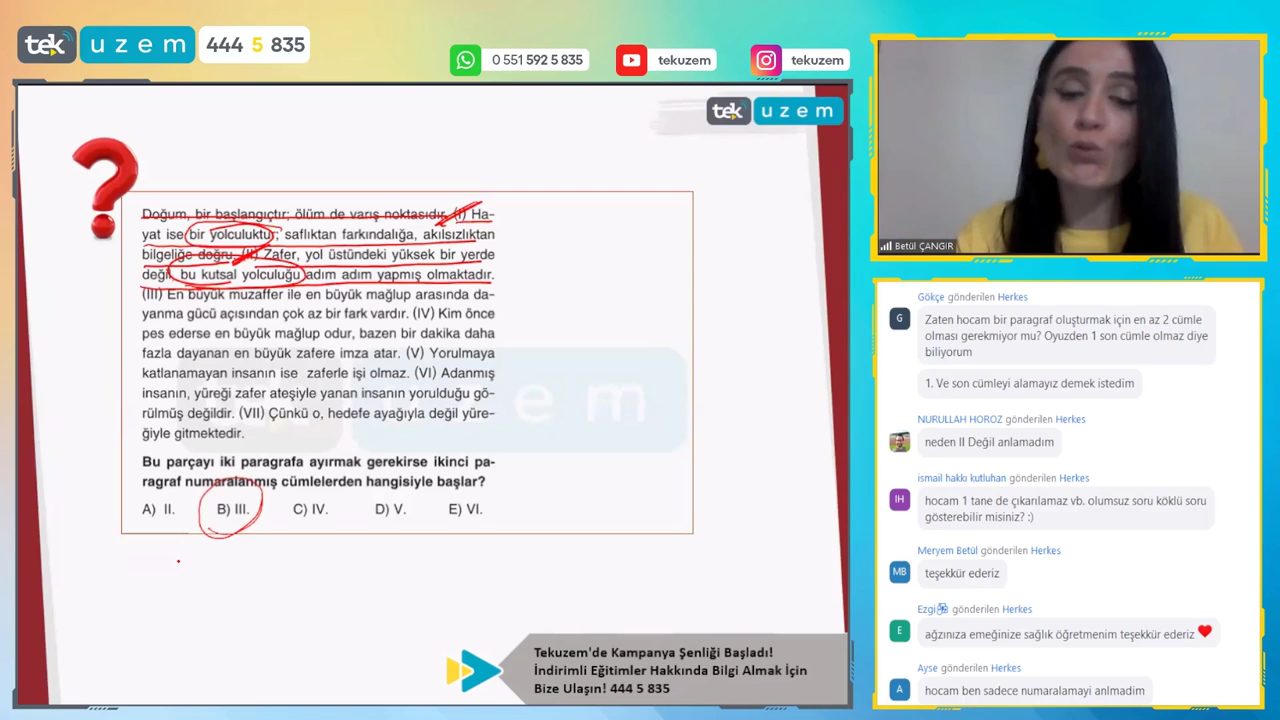 tek uzem 444 5 835
0 551 592 5 835
tekuzem
tekuzem
tek uzem
Doğum, bir başlangıçtır; ölüm de varış noktasıdır. (I) Ha-
yat ise bir yolculuktur; saflıktan farkındalığa, akılsızlıktan
bilgeliğe doğru. (II) Zafer, yol üstündeki yüksek bir yerde
değil, bu kutsal yolculuğu adım adım yapmış olmaktadır.
(III) En büyük muzaffer ile en büyük mağlup arasında da-
yanma gücü açısından çok az bir fark vardır. (IV) Kim önce
pes ederse en büyük mağlup odur, bazen bir dakika daha
fazla dayanan en büyük zafere imza atar. (V) Yorulmaya
katlanamayan insanın ise zaferle işi olmaz. (VI) Adanmış
insanın, yüreği zafer ateşiyle yanan insanın yorulduğu gö-
rülmüş değildir. (VII) Çünkü o, hedefe ayağıyla değil yüre-
ğiyle gitmektedir.
Bu parçayı iki paragrafa ayırmak gerekirse ikinci pa-
ragraf numaralanmış cümlelerden hangisiyle başlar?
A) II. B) III. C) IV. D) V. E) VI.
Tekuzem'de Kampanya Şenliği Başladı!
İndirimli Eğitimler Hakkında Bilgi Almak İçin
Bize Ulaşın! 444 5 835
Betül ÇANGIR
Gökçe gönderilen Herkes
G
Zaten hocam bir paragraf oluşturmak için en az 2 cümle
olması gerekmiyor mu? Oyuzden 1 son cümle olmaz diye
biliyorum
1. Ve son cümleyi alamayız demek istedim
NURULLAH HOROZ gönderilen Herkes
neden II Değil anlamadım
ismail hakkı kutluhan gönderilen Herkes
IH
hocam 1 tane de çıkarılamaz vb. olumsuz soru köklü soru
gösterebilir misiniz? :)
Meryem Betül gönderilen Herkes
MB
teşekkür ederiz
Ezgi gönderilen Herkes
E
ağzınıza emeğinize sağlık öğretmenim teşekkür ederiz
Ayse gönderilen Herkes
A
hocam ben sadece numaralamayi anlmadim